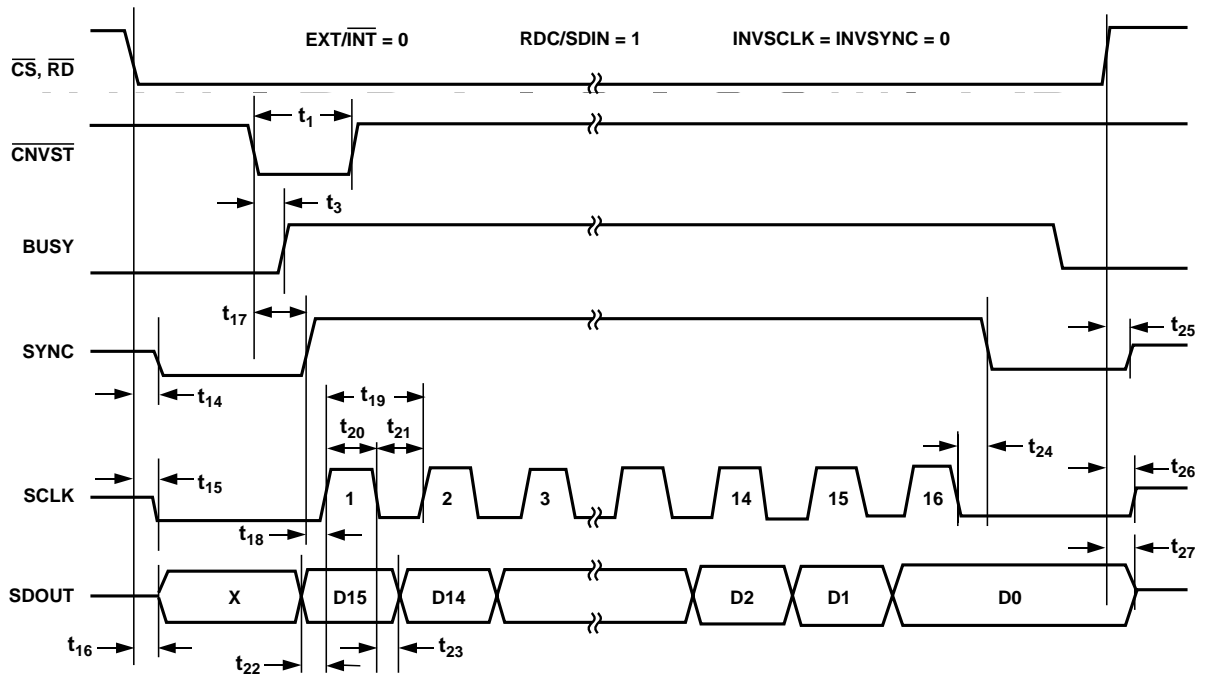 EXT/INT = 0 RDC/SDIN = 1 INVSCLK = INVSYNC = 0
CS, RD
t1
CNVST
t3
BUSY
t17
t25
SYNC
t14
t19
t20 t21
t24
t15
t26
SCLK
1 2 3 14 15 16
t18
t27
SDOUT
X D15 D14 D2 D1 D0
t16
t22
t23